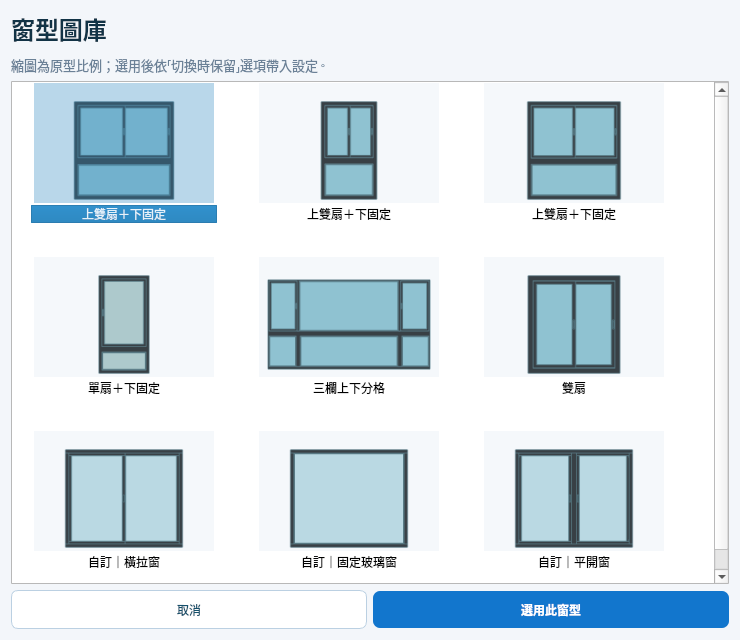 窗型圖庫
縮圖為原型比例；選用後依「切換時保留」選項帶入設定。
上雙扇＋下固定
上雙扇＋下固定
上雙扇＋下固定
單扇＋下固定
三欄上下分格
雙扇
自訂｜橫拉窗
自訂｜固定玻璃窗
自訂｜平開窗
取消
選用此窗型